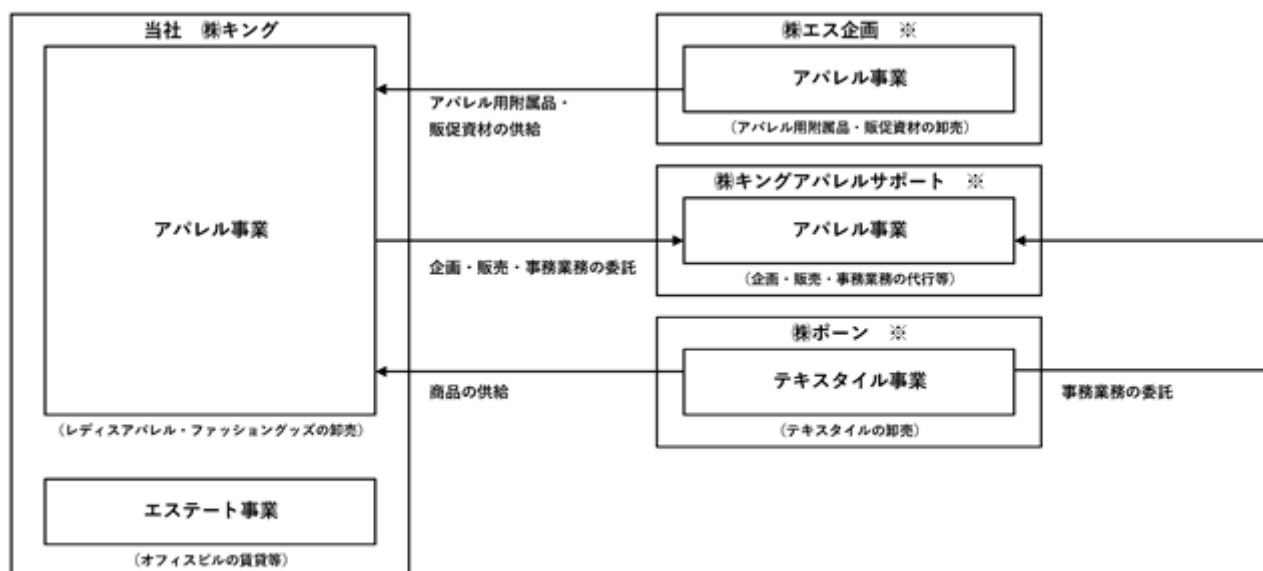 当社 ㈱キング
アパレル事業
(レディスアパレル・ファッショングッズの卸売)
エステート事業
(オフィスビルの賃貸等)
アパレル用附属品・
販促資材の供給
企画・販売・事務業務の委託
商品の供給
㈱エス企画 ※
アパレル事業
(アパレル用附属品・販促資材の卸売)
㈱キングアパレルサポート ※
アパレル事業
(企画・販売・事務業務の代行等)
㈱ポーン ※
テキスタイル事業
(テキスタイルの卸売)
事務業務の委託